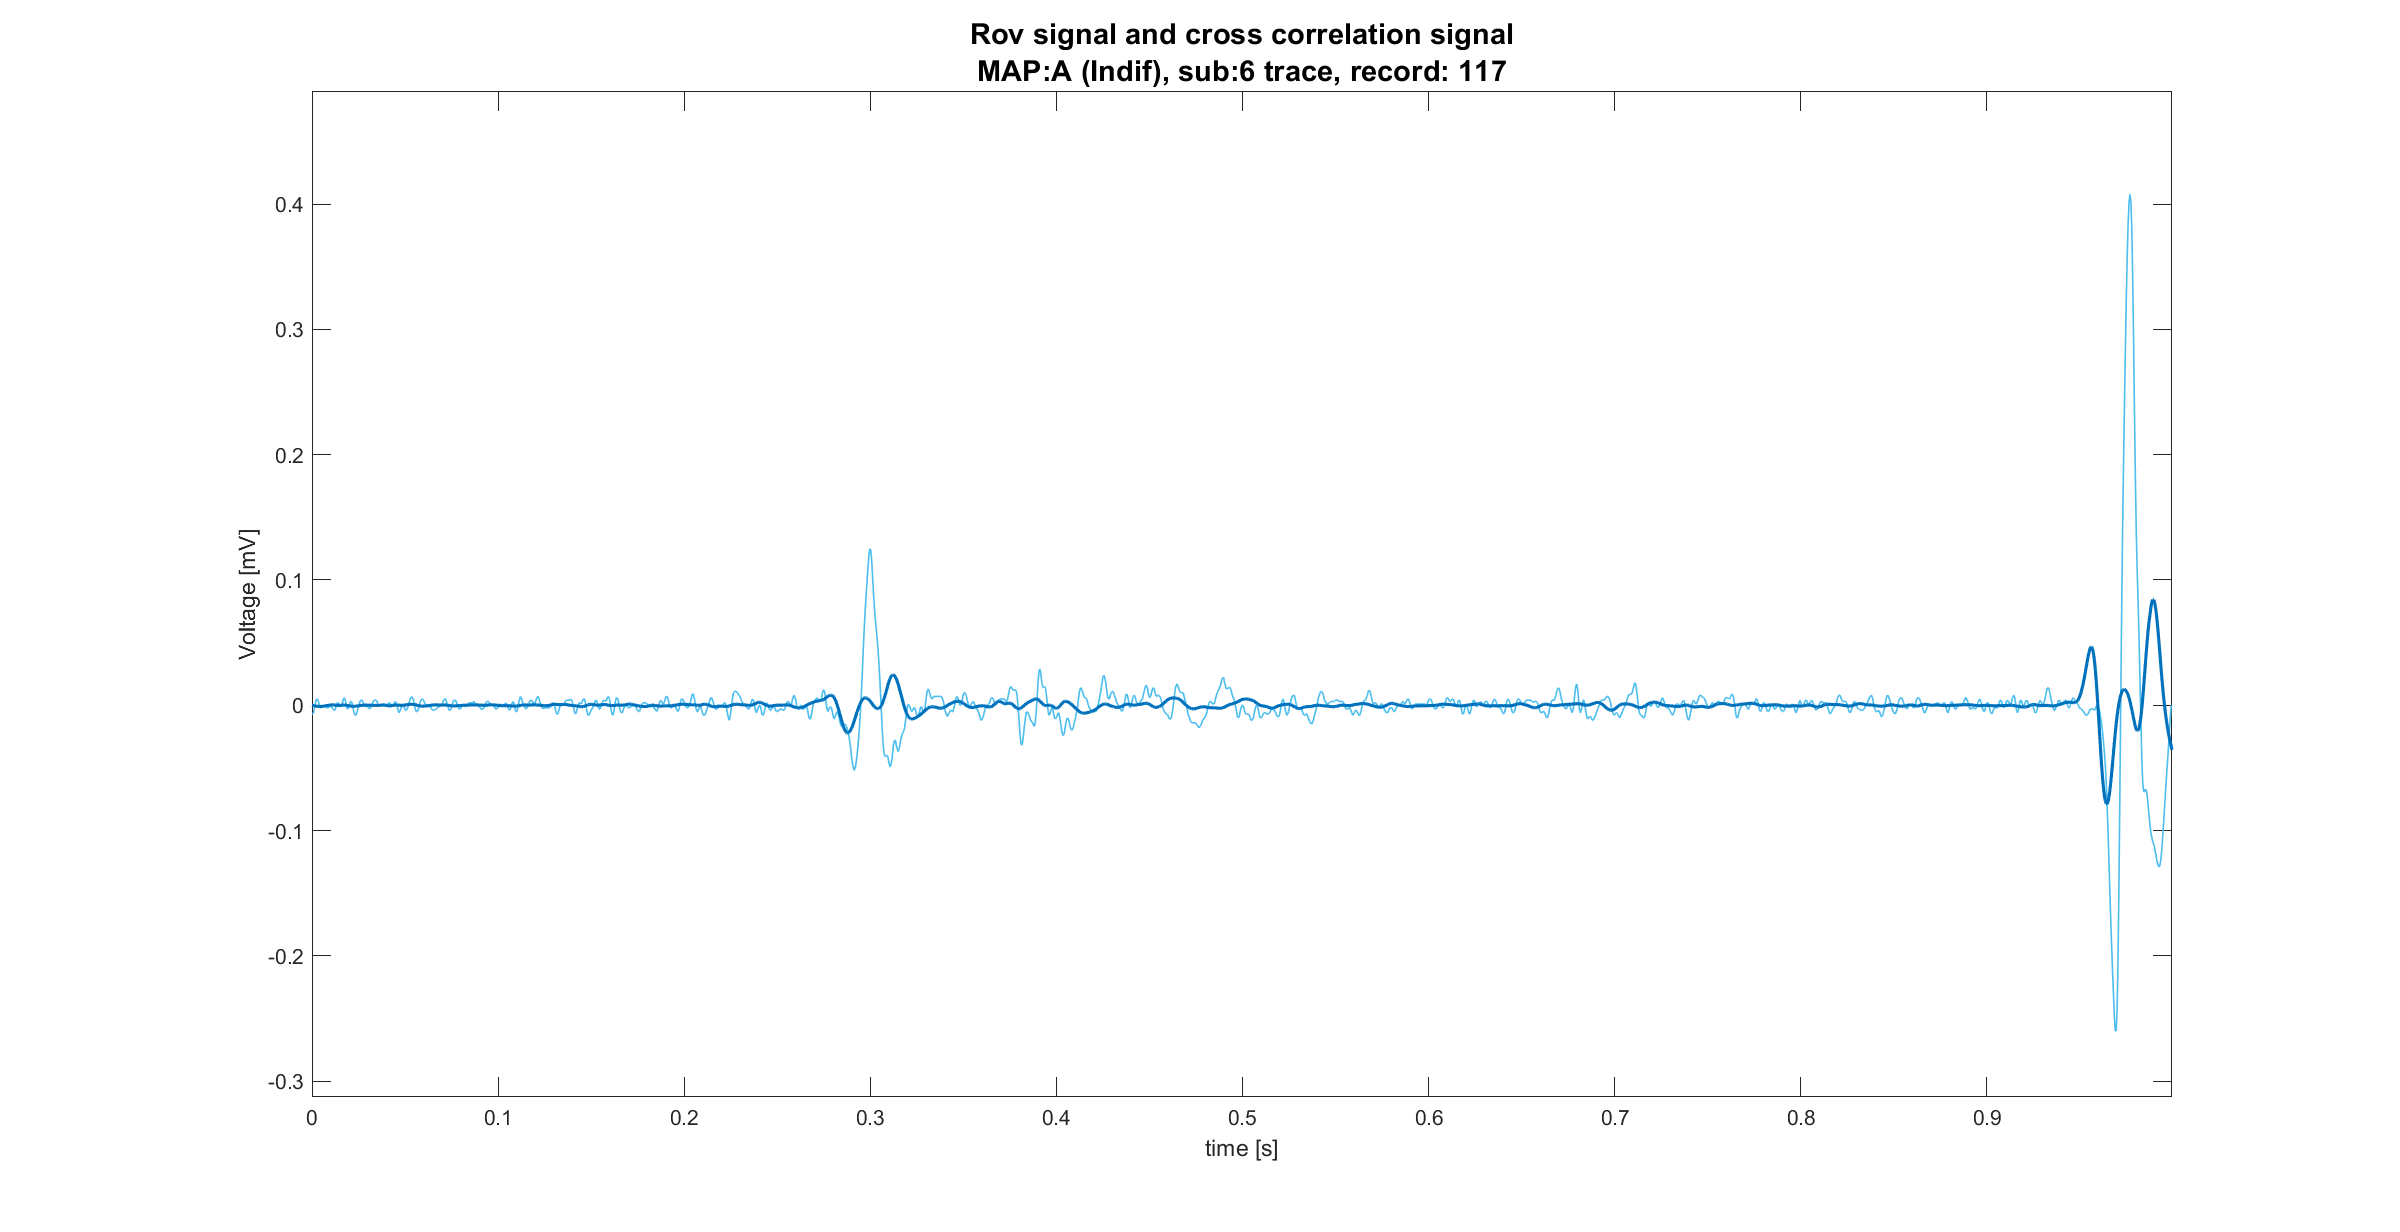 Rov signal and cross correlation signal
MAP:A (Indif), sub:6 trace, record: 117
0.4
0.3
0.2
0.1
0
-0.1
-0.2
-0.3
Voltage [mV]
0 0.1 0.2 0.3 0.4 0.5 0.6 0.7 0.8 0.9
time [s]